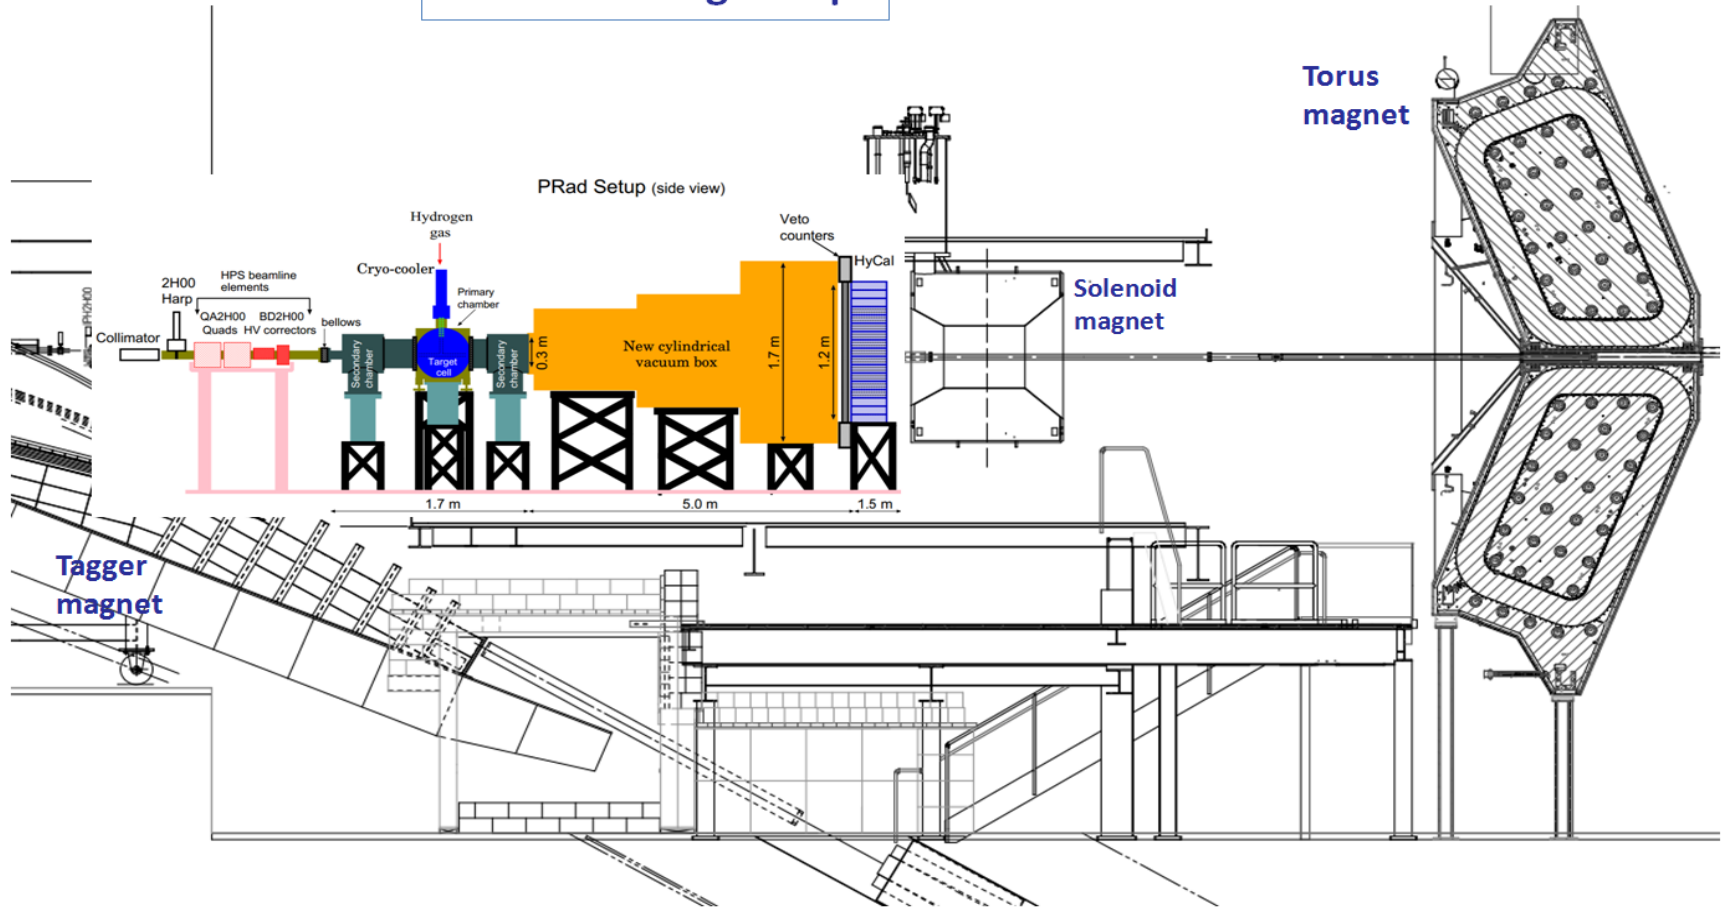 Torus
magnet
PRad Setup (side view)
Hydrogen
gas
Veto
counters
Cryo-cooler
HyCal
2H00
Harp
HPS beamline
elements
Primary
chamber
Solenoid
magnet
QA2H00
Quads
BD2H00
HV correctors
bellows
Collimator
Secondary
chamber
Target
cell
Secondary
chamber
0.3 m
New cylindrical
vacuum box
1.7 m
1.2 m
1.7 m
5.0 m
1.5 m
Tagger
magnet